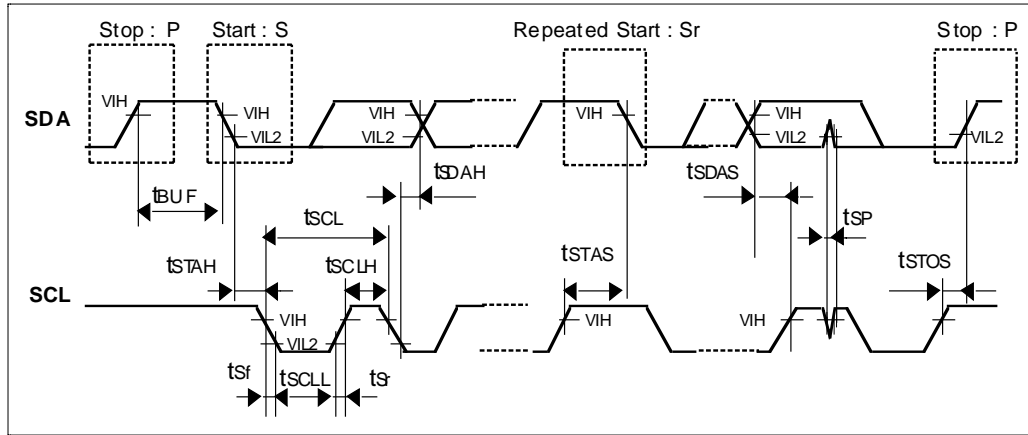 Stop : P Start : S Repeated Start : Sr Stop : P
VIH VIH VIH VIH
SDA
VIL2 VIL2 VIL2 VIL2
tSDAH tSDAS
tBUF
tSCL tSP
tSTAH tSCLH tSTAS tSTOS
SCL
VIH VIH VIH
VIL2
tSf tSCLL tSr